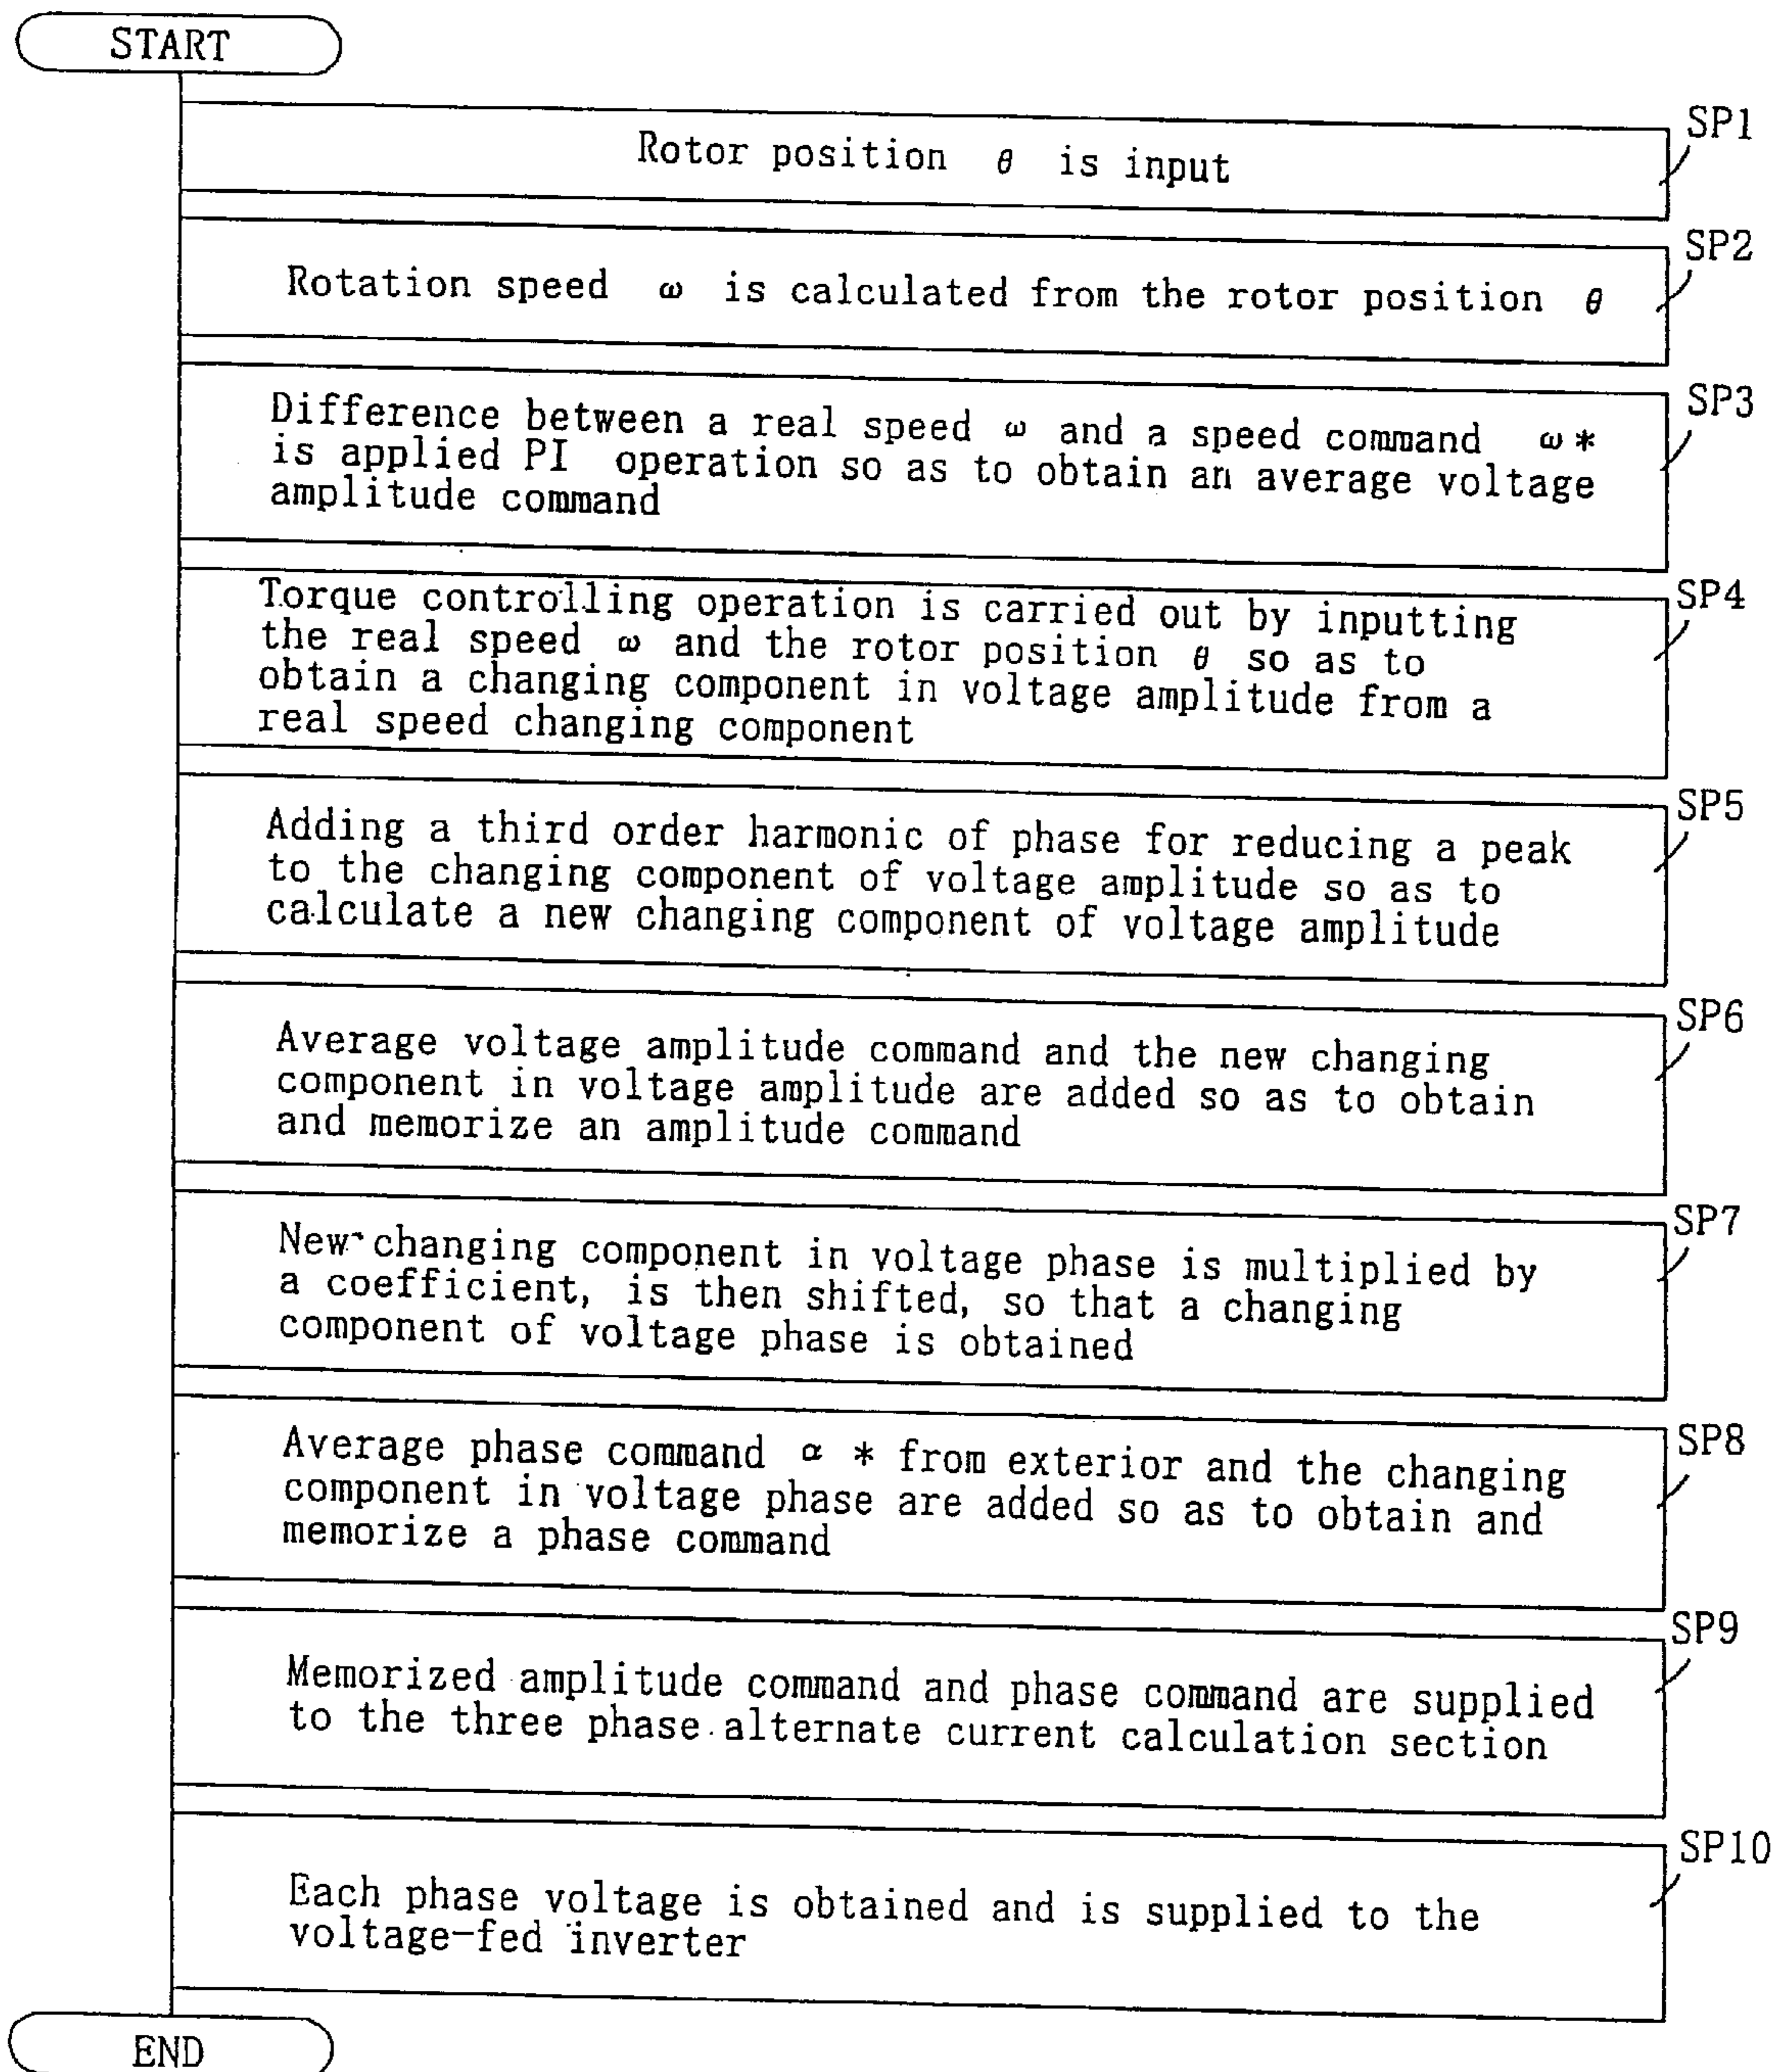 START
SP1
Rotor position θ is input
SP2
Rotation speed ω is calculated from the rotor position θ
SP3
Difference between a real speed ω and a speed command ω*
is applied PI operation so as to obtain an average voltage
amplitude command
SP4
Torque controlling operation is carried out by inputting
the real speed ω and the rotor position θ so as to
obtain a changing component in voltage amplitude from a
real speed changing component
SP5
Adding a third order harmonic of phase for reducing a peak
to the changing component of voltage amplitude so as to
calculate a new changing component of voltage amplitude
SP6
Average voltage amplitude command and the new changing
component in voltage amplitude are added so as to obtain
and memorize an amplitude command
SP7
New changing component in voltage phase is multiplied by
a coefficient, is then shifted, so that a changing
component of voltage phase is obtained
SP8
Average phase command α * from exterior and the changing
component in voltage phase are added so as to obtain and
memorize a phase command
SP9
Memorized amplitude command and phase command are supplied
to the three phase alternate current calculation section
SP10
Each phase voltage is obtained and is supplied to the
voltage-fed inverter
END